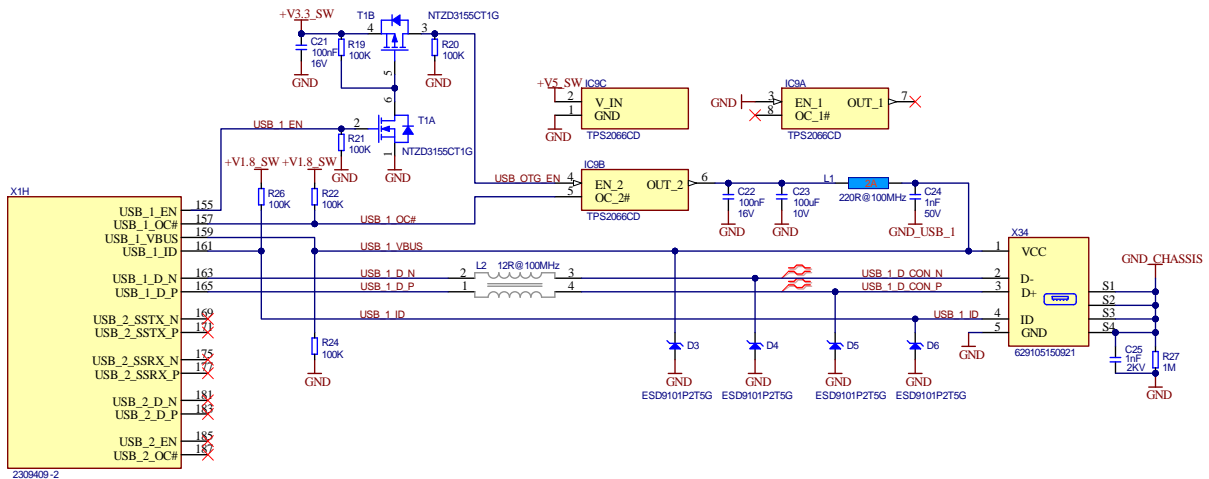 +V3.3_SW
T1B
NTZD3155CT1G
4
3
C21
100nF
16V
R19
100K
R20
100K
5
GND
GND
6
USB_1_EN
2
T1A
R21
100K
1
NTZD3155CT1G
GND
GND
+V5_SW
IC9C
2
V_IN
1
GND
TPS2066CD
GND
IC9A
3
EN_1
OUT_1
7
8
OC_1#
TPS2066CD
+V1.8_SW
+V1.8_SW
R26
100K
R22
100K
USB_OTG_EN
IC9B
4
EN_2
OUT_2
6
5
OC_2#
TPS2066CD
C22
100nF
16V
GND
C23
100uF
10V
GND
L1
2A
220R@100MHz
C24
1nF
50V
GND_USB_1
X1H
USB_1_EN
155
USB_1_OC#
157
USB_1_OC#
USB_1_VBUS
159
USB_1_ID
161
USB_1_VBUS
USB_1_D_N
163
USB_1_D_N
USB_1_D_P
165
USB_1_D_P
L2
12R@100MHz
2
3
1
4
USB_1_D_CON_N
USB_1_D_CON_P
USB_2_SSTX_N
169
USB_2_SSTX_P
171
USB_1_ID
USB_1_ID
USB_2_SSRX_N
175
USB_2_SSRX_P
177
USB_2_D_N
181
USB_2_D_P
183
USB_2_EN
185
USB_2_OC#
187
2309409-2
R24
100K
GND
D3
GND
ESD9101P2T5G
D4
GND
ESD9101P2T5G
D5
GND
ESD9101P2T5G
D6
GND
ESD9101P2T5G
X34
1
VCC
2
D-
3
D+
4
ID
5
GND
GND
629105150921
GND_CHASSIS
S1
S2
S3
S4
C25
1nF
2KV
R27
1M
GND